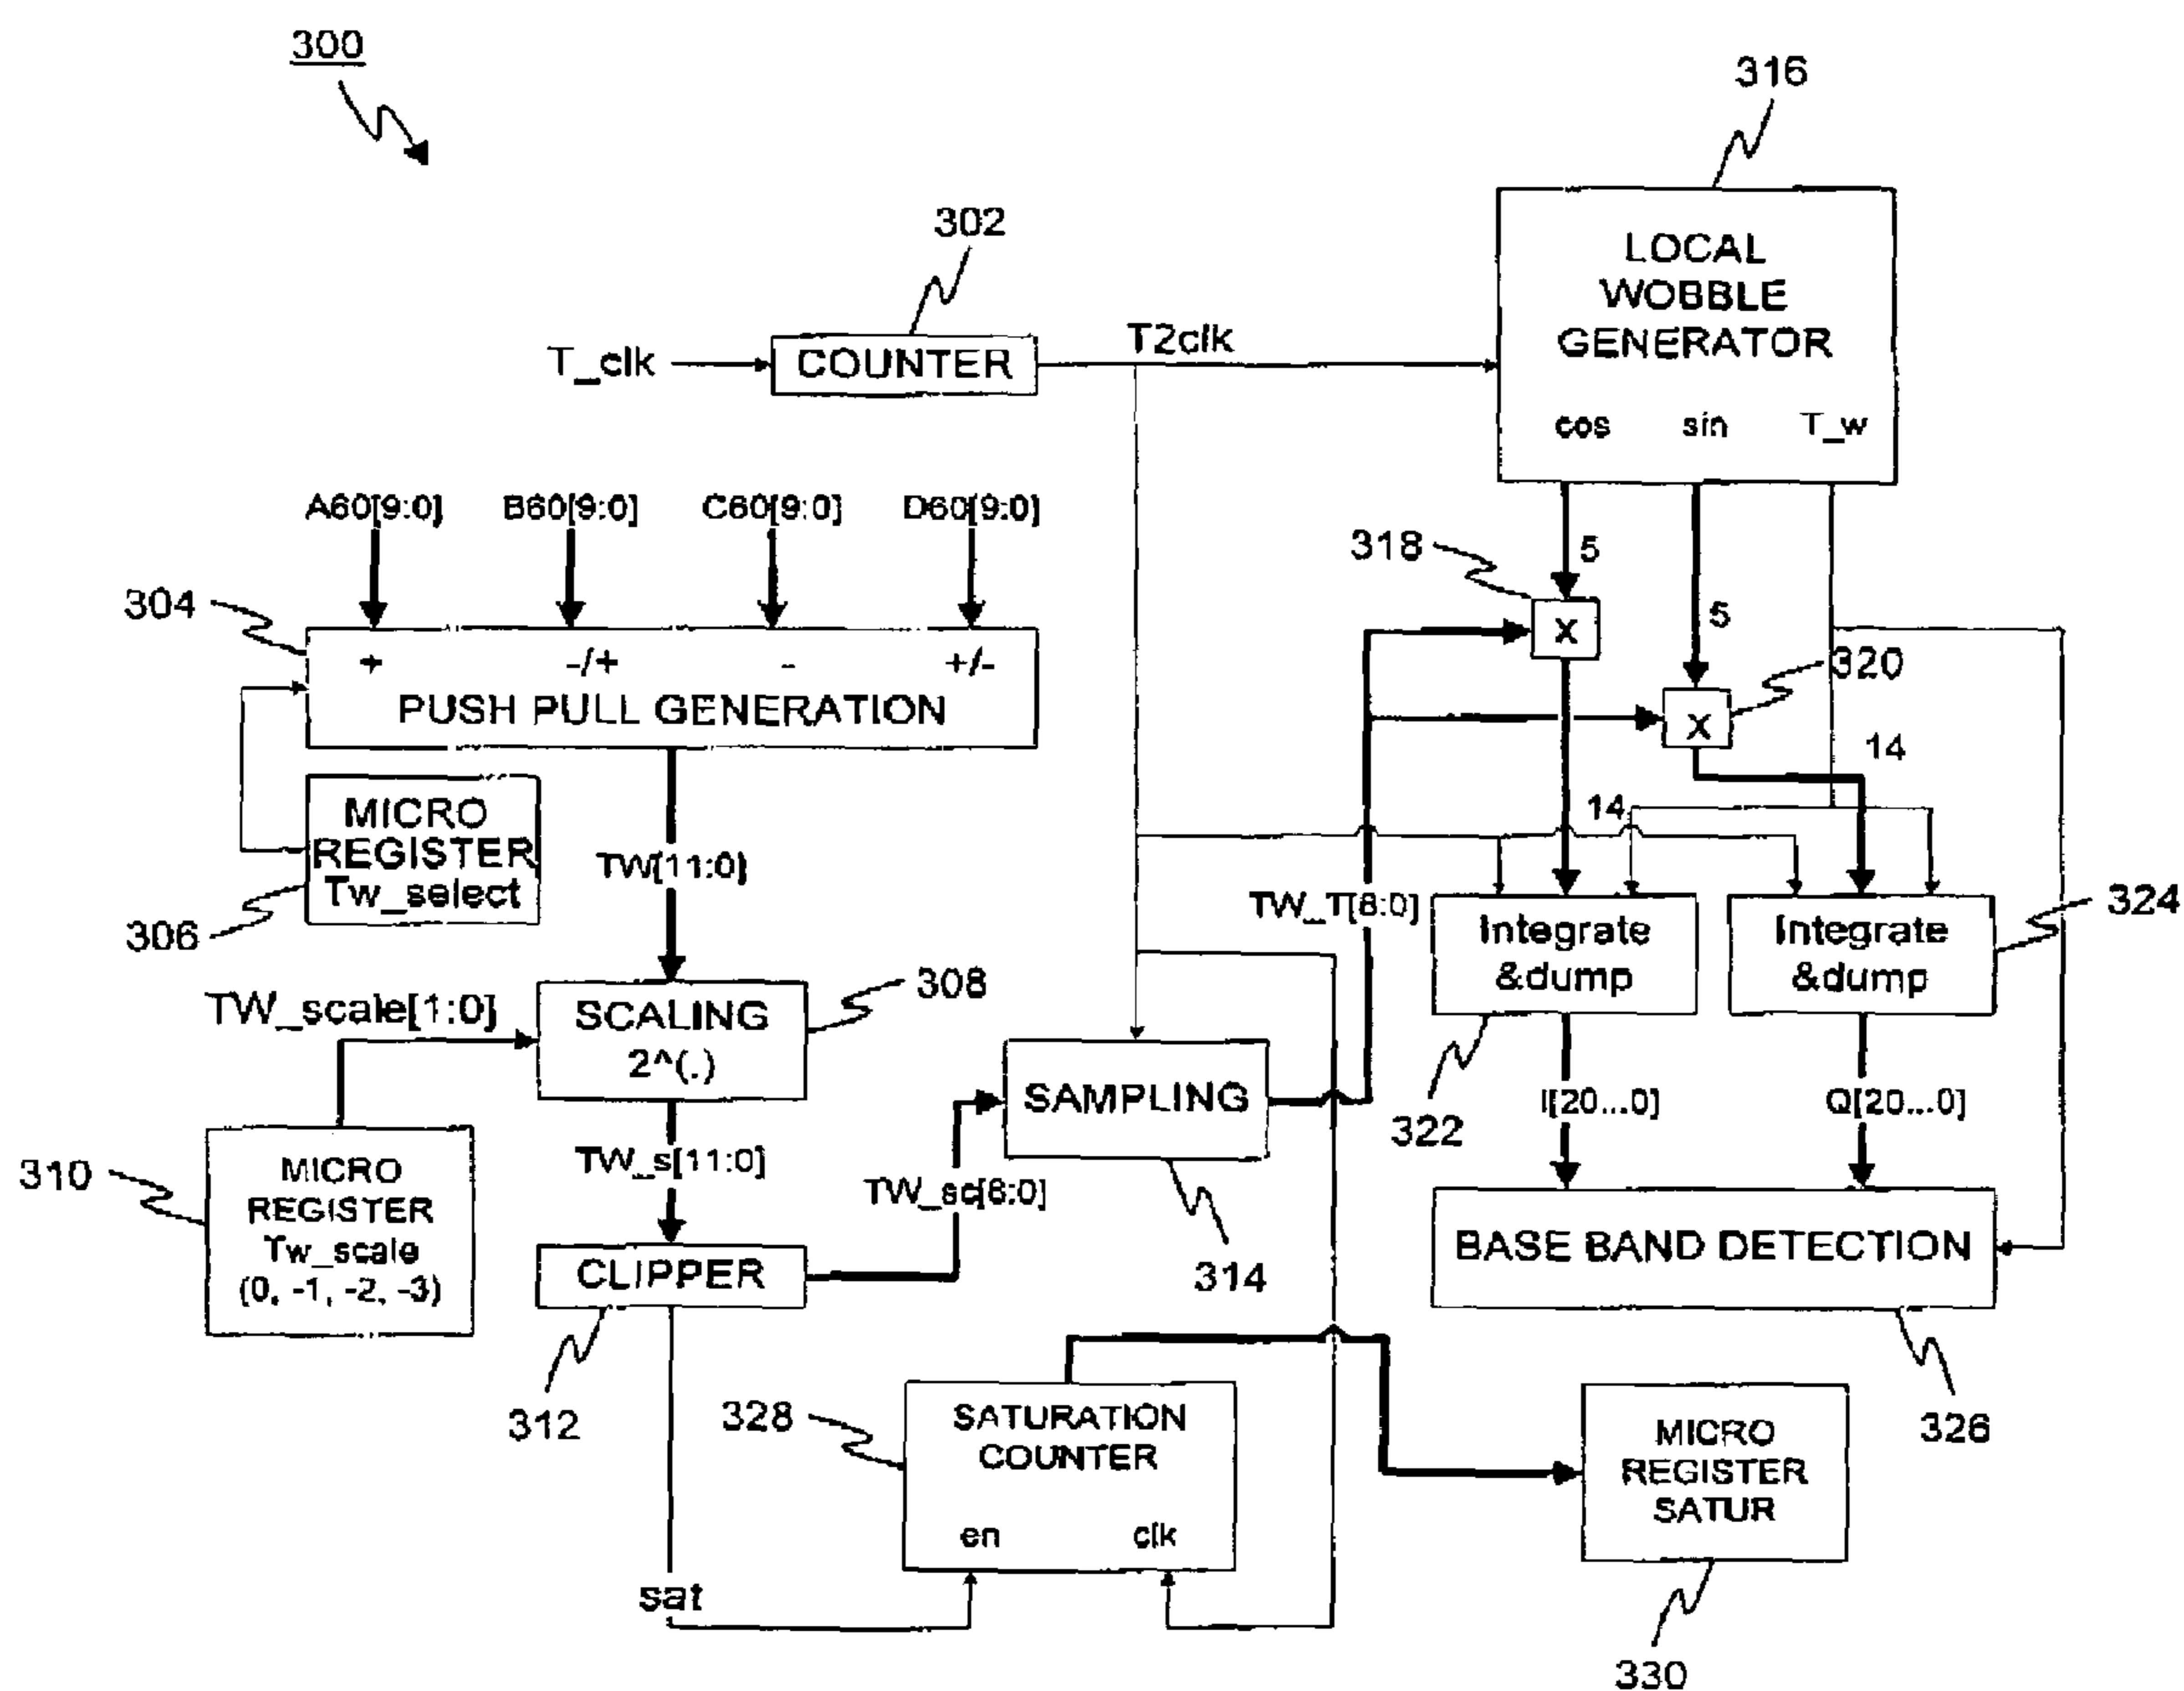 300
316
302
LOCAL
WOBBLE
GENERATOR
T_clk
COUNTER
T2clk
cos sin T_w
A60[9:0] B60[9:0] C60[9:0] D60[9:0]
318
5
5
304
+ -/+ - +/-
X
320
PUSH PULL GENERATION
X
14
MICRO
REGISTER
Tw_select
14
TW[11:0]
306
TW_T[8:0]
Integrate
&dump
Integrate
&dump
324
308
TW_scale[1:0]
SCALING
2^(.)
SAMPLING
322
I[20...0]
Q[20...0]
310
MICRO
REGISTER
Tw_scale
(0, -1, -2, -3)
TW_s[11:0]
TW_sc[8:0]
CLIPPER
314
BASE BAND DETECTION
312
328
SATURATION
COUNTER
en clk
326
MICRO
REGISTER
SATUR
sat
330